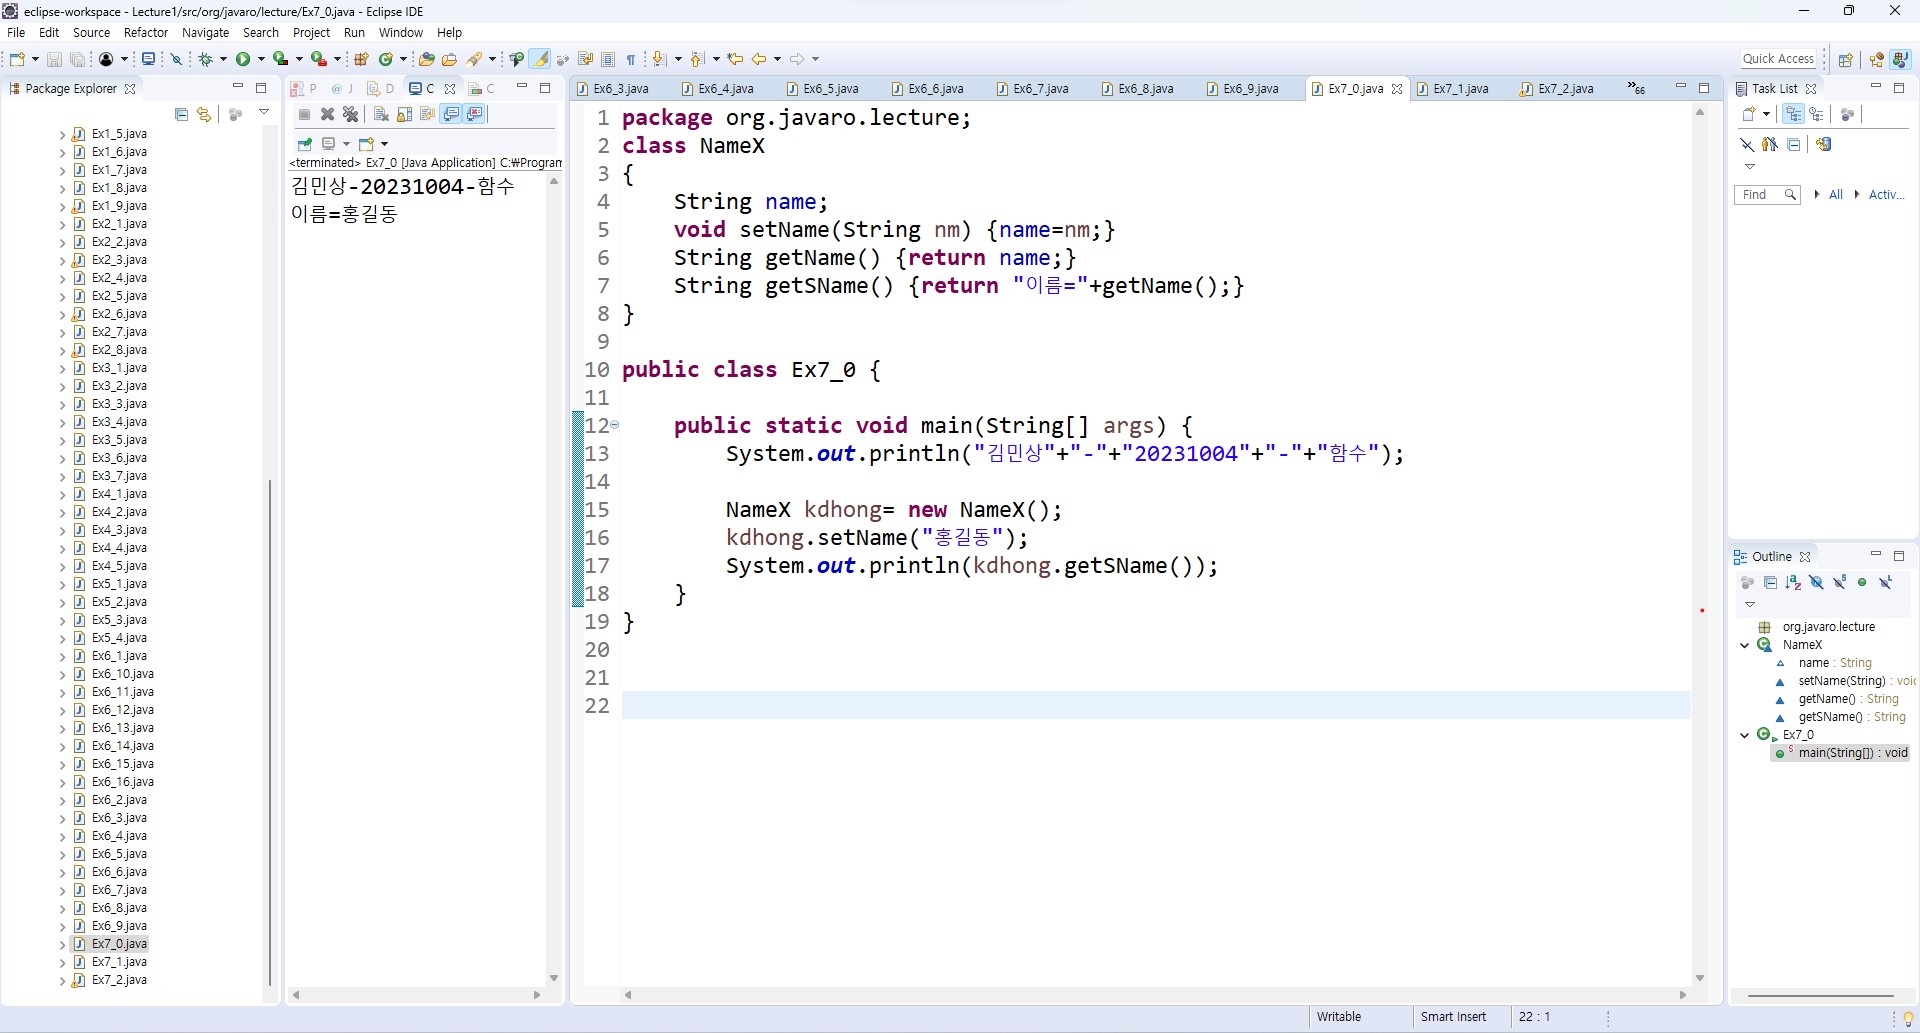 eclipse-workspace - Lecture1/src/org/javaro/lecture/Ex7_0.java - Eclipse IDE
File Edit Source Refactor Navigate Search Project Run Window Help
Quick Access
Package Explorer
Ex1_5.java
Ex1_6.java
Ex1_7.java
Ex1_8.java
Ex1_9.java
Ex2_1.java
Ex2_2.java
Ex2_3.java
Ex2_4.java
Ex2_5.java
Ex2_6.java
Ex2_7.java
Ex2_8.java
Ex3_1.java
Ex3_2.java
Ex3_3.java
Ex3_4.java
Ex3_5.java
Ex3_6.java
Ex3_7.java
Ex4_1.java
Ex4_2.java
Ex4_3.java
Ex4_4.java
Ex4_5.java
Ex5_1.java
Ex5_2.java
Ex5_3.java
Ex5_4.java
Ex6_1.java
Ex6_10.java
Ex6_11.java
Ex6_12.java
Ex6_13.java
Ex6_14.java
Ex6_15.java
Ex6_16.java
Ex6_2.java
Ex6_3.java
Ex6_4.java
Ex6_5.java
Ex6_6.java
Ex6_7.java
Ex6_8.java
Ex6_9.java
Ex7_0.java
Ex7_1.java
Ex7_2.java
P @ J D C C
<terminated> Ex7_0 [Java Application] C:₩Program
김민상-20231004-함수
이름=홍길동
Ex6_3.java Ex6_4.java Ex6_5.java Ex6_6.java Ex6_7.java Ex6_8.java Ex6_9.java Ex7_0.java Ex7_1.java Ex7_2.java »66
1 package org.javaro.lecture;
2 class NameX
3 {
4 String name;
5 void setName(String nm) {name=nm;}
6 String getName() {return name;}
7 String getSName() {return "이름="+getName();}
8 }
9
10 public class Ex7_0 {
11
12 public static void main(String[] args) {
13 System.out.println("김민상"+"-"+"20231004"+"-"+"함수");
14
15 NameX kdhong= new NameX();
16 kdhong.setName("홍길동");
17 System.out.println(kdhong.getSName());
18 }
19 }
20
21
22
Task List
Find All Activ...
Outline
org.javaro.lecture
NameX
name : String
setName(String) : void
getName() : String
getSName() : String
Ex7_0
main(String[]) : void
Writable Smart Insert 22 : 1